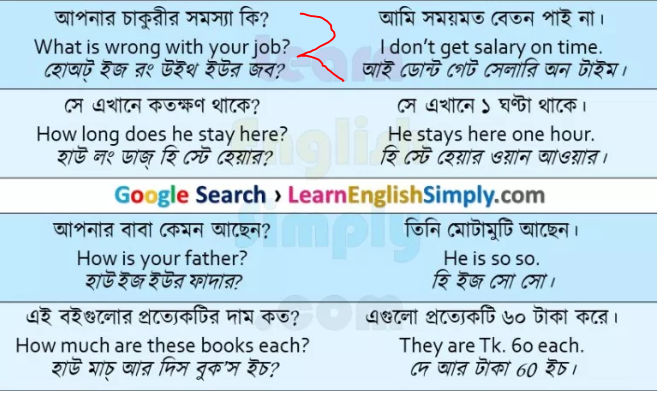 আপনার চাকুরীর সমস্যা কি?
What is wrong with your job?
হোঅট্ ইজ রং উইথ ইউর জব?
আমি সময়মত বেতন পাই না।
I don't get salary on time.
আই ডোন্ট গেট সেলারি অন টাইম।
সে এখানে কতক্ষণ থাকে?
How long does he stay here?
হাউ লং ডাজ্ হি স্টে হেয়ার?
সে এখানে ১ ঘণ্টা থাকে।
He stays here one hour.
হি স্টে হেয়ার ওয়ান আওয়ার।
Google Search › LearnEnglishSimply.com
আপনার বাবা কেমন আছেন?
How is your father?
হাউ ইজ ইউর ফাদার?
তিনি মোটামুটি আছেন।
He is so so.
হি ইজ সো সো।
এই বইগুলোর প্রত্যেকটির দাম কত?
How much are these books each?
হাউ মাচ্ আর দিস বুক'স ইচ?
এগুলো প্রত্যেকটি ৬০ টাকা করে।
They are Tk. 60 each.
দে আর টাকা 60 ইচ।
learn
English
Simply
.com